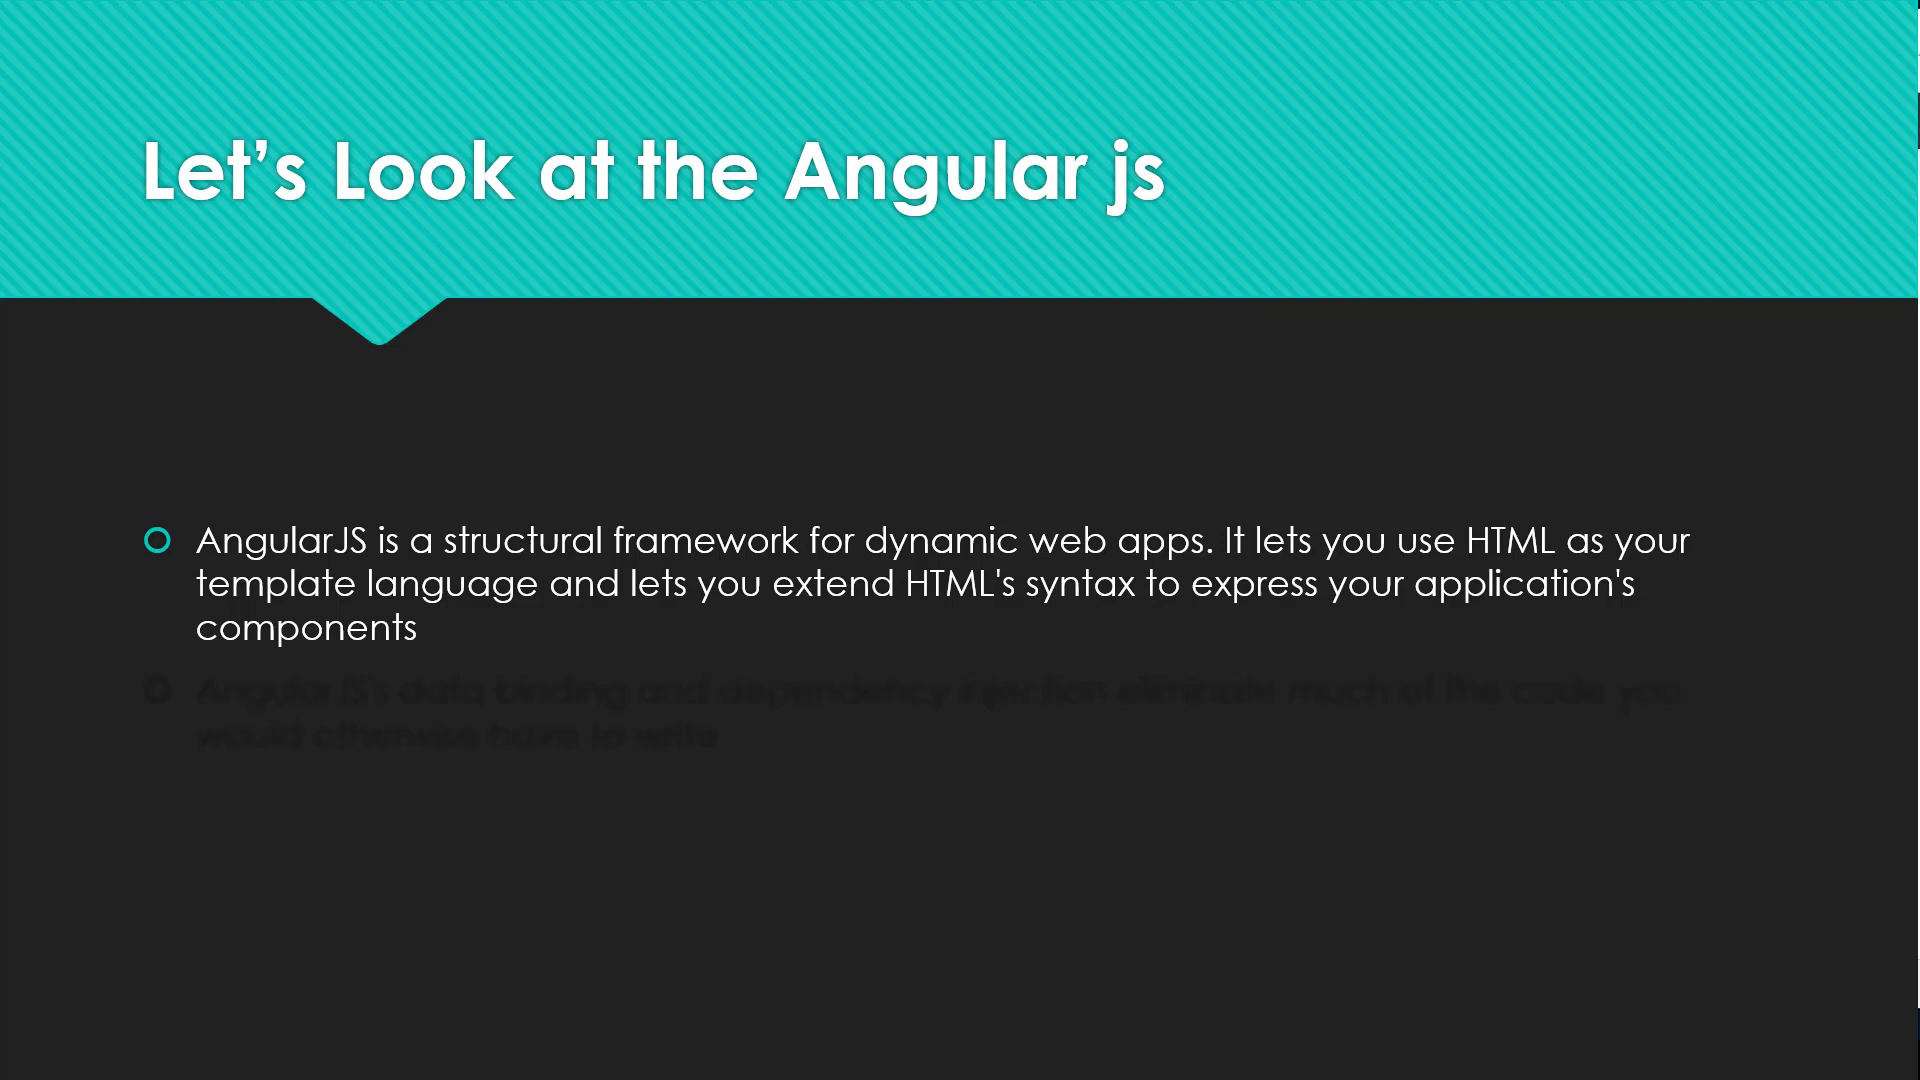 Let’s Look at the Angular js
AngularJS is a structural framework for dynamic web apps. It lets you use HTML as your
template language and lets you extend HTML's syntax to express your application's
components
AngularJS's data binding and dependency injection eliminate much of the code you
would otherwise have to write